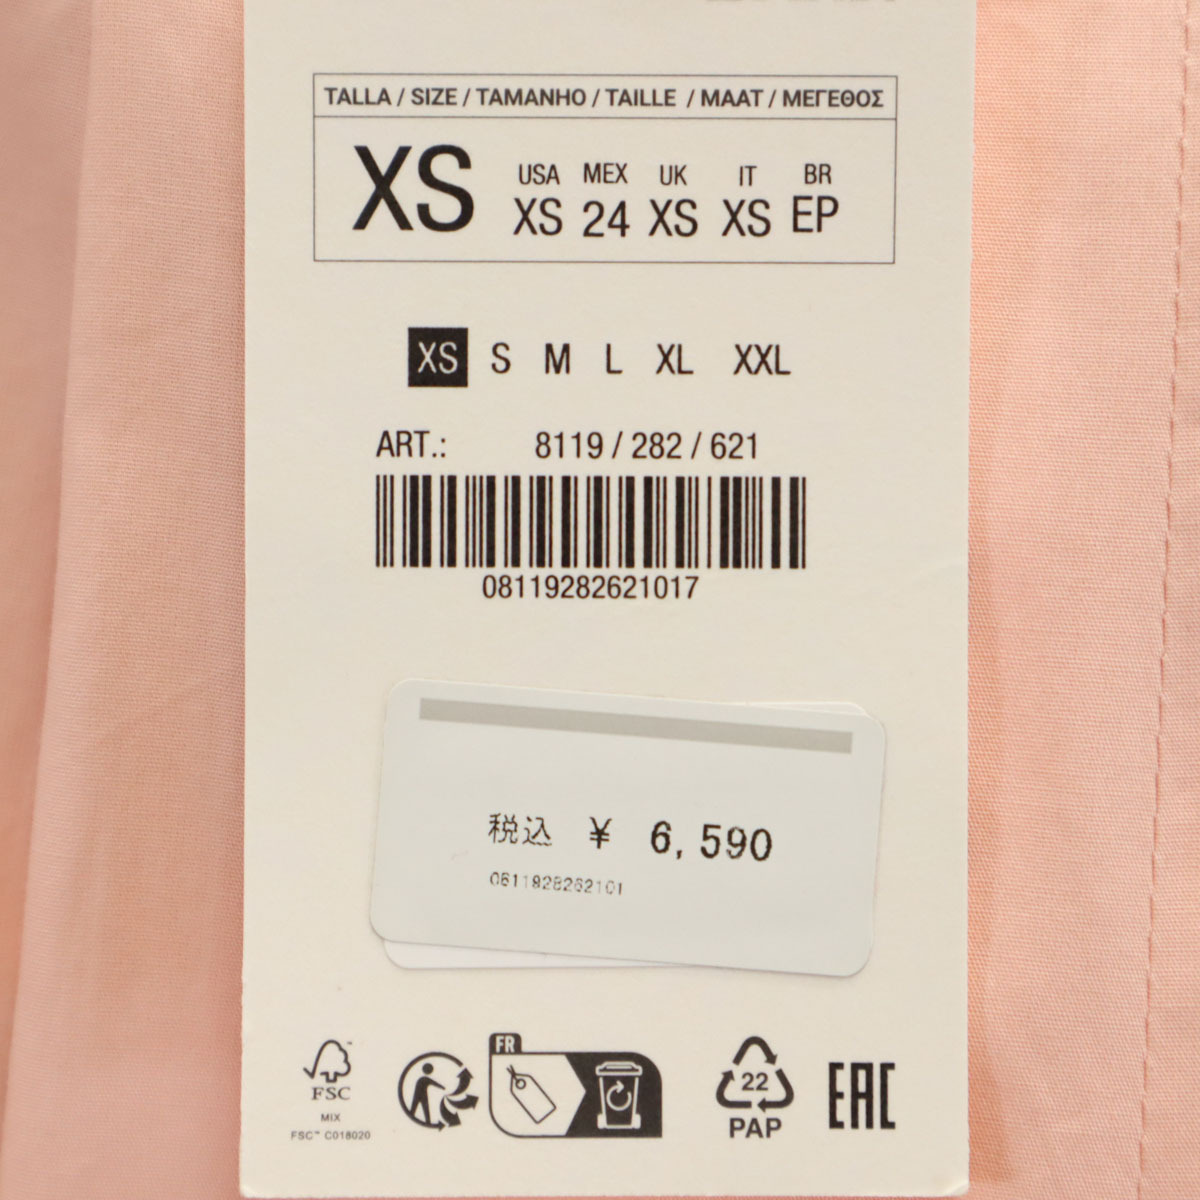 TALLA / SIZE / TAMANHO / TAILLE / MAAT / ΜΕΓΕΘΟΣ
XS
USA MEX UK IT BR
XS 24 XS XS EP
XS S M L XL XXL
ART.: 8119 / 282 / 621
08119282621017
税込 ¥ 6,590
0811928262101
FR
FSC
MIX
FSC™ C018020
22
PAP
EAC